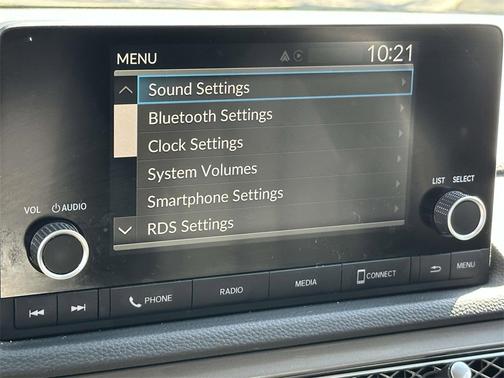 MENU 10:21
Sound Settings
Bluetooth Settings
Clock Settings
System Volumes
Smartphone Settings
RDS Settings
VOL AUDIO
LIST SELECT
PHONE RADIO MEDIA CONNECT MENU